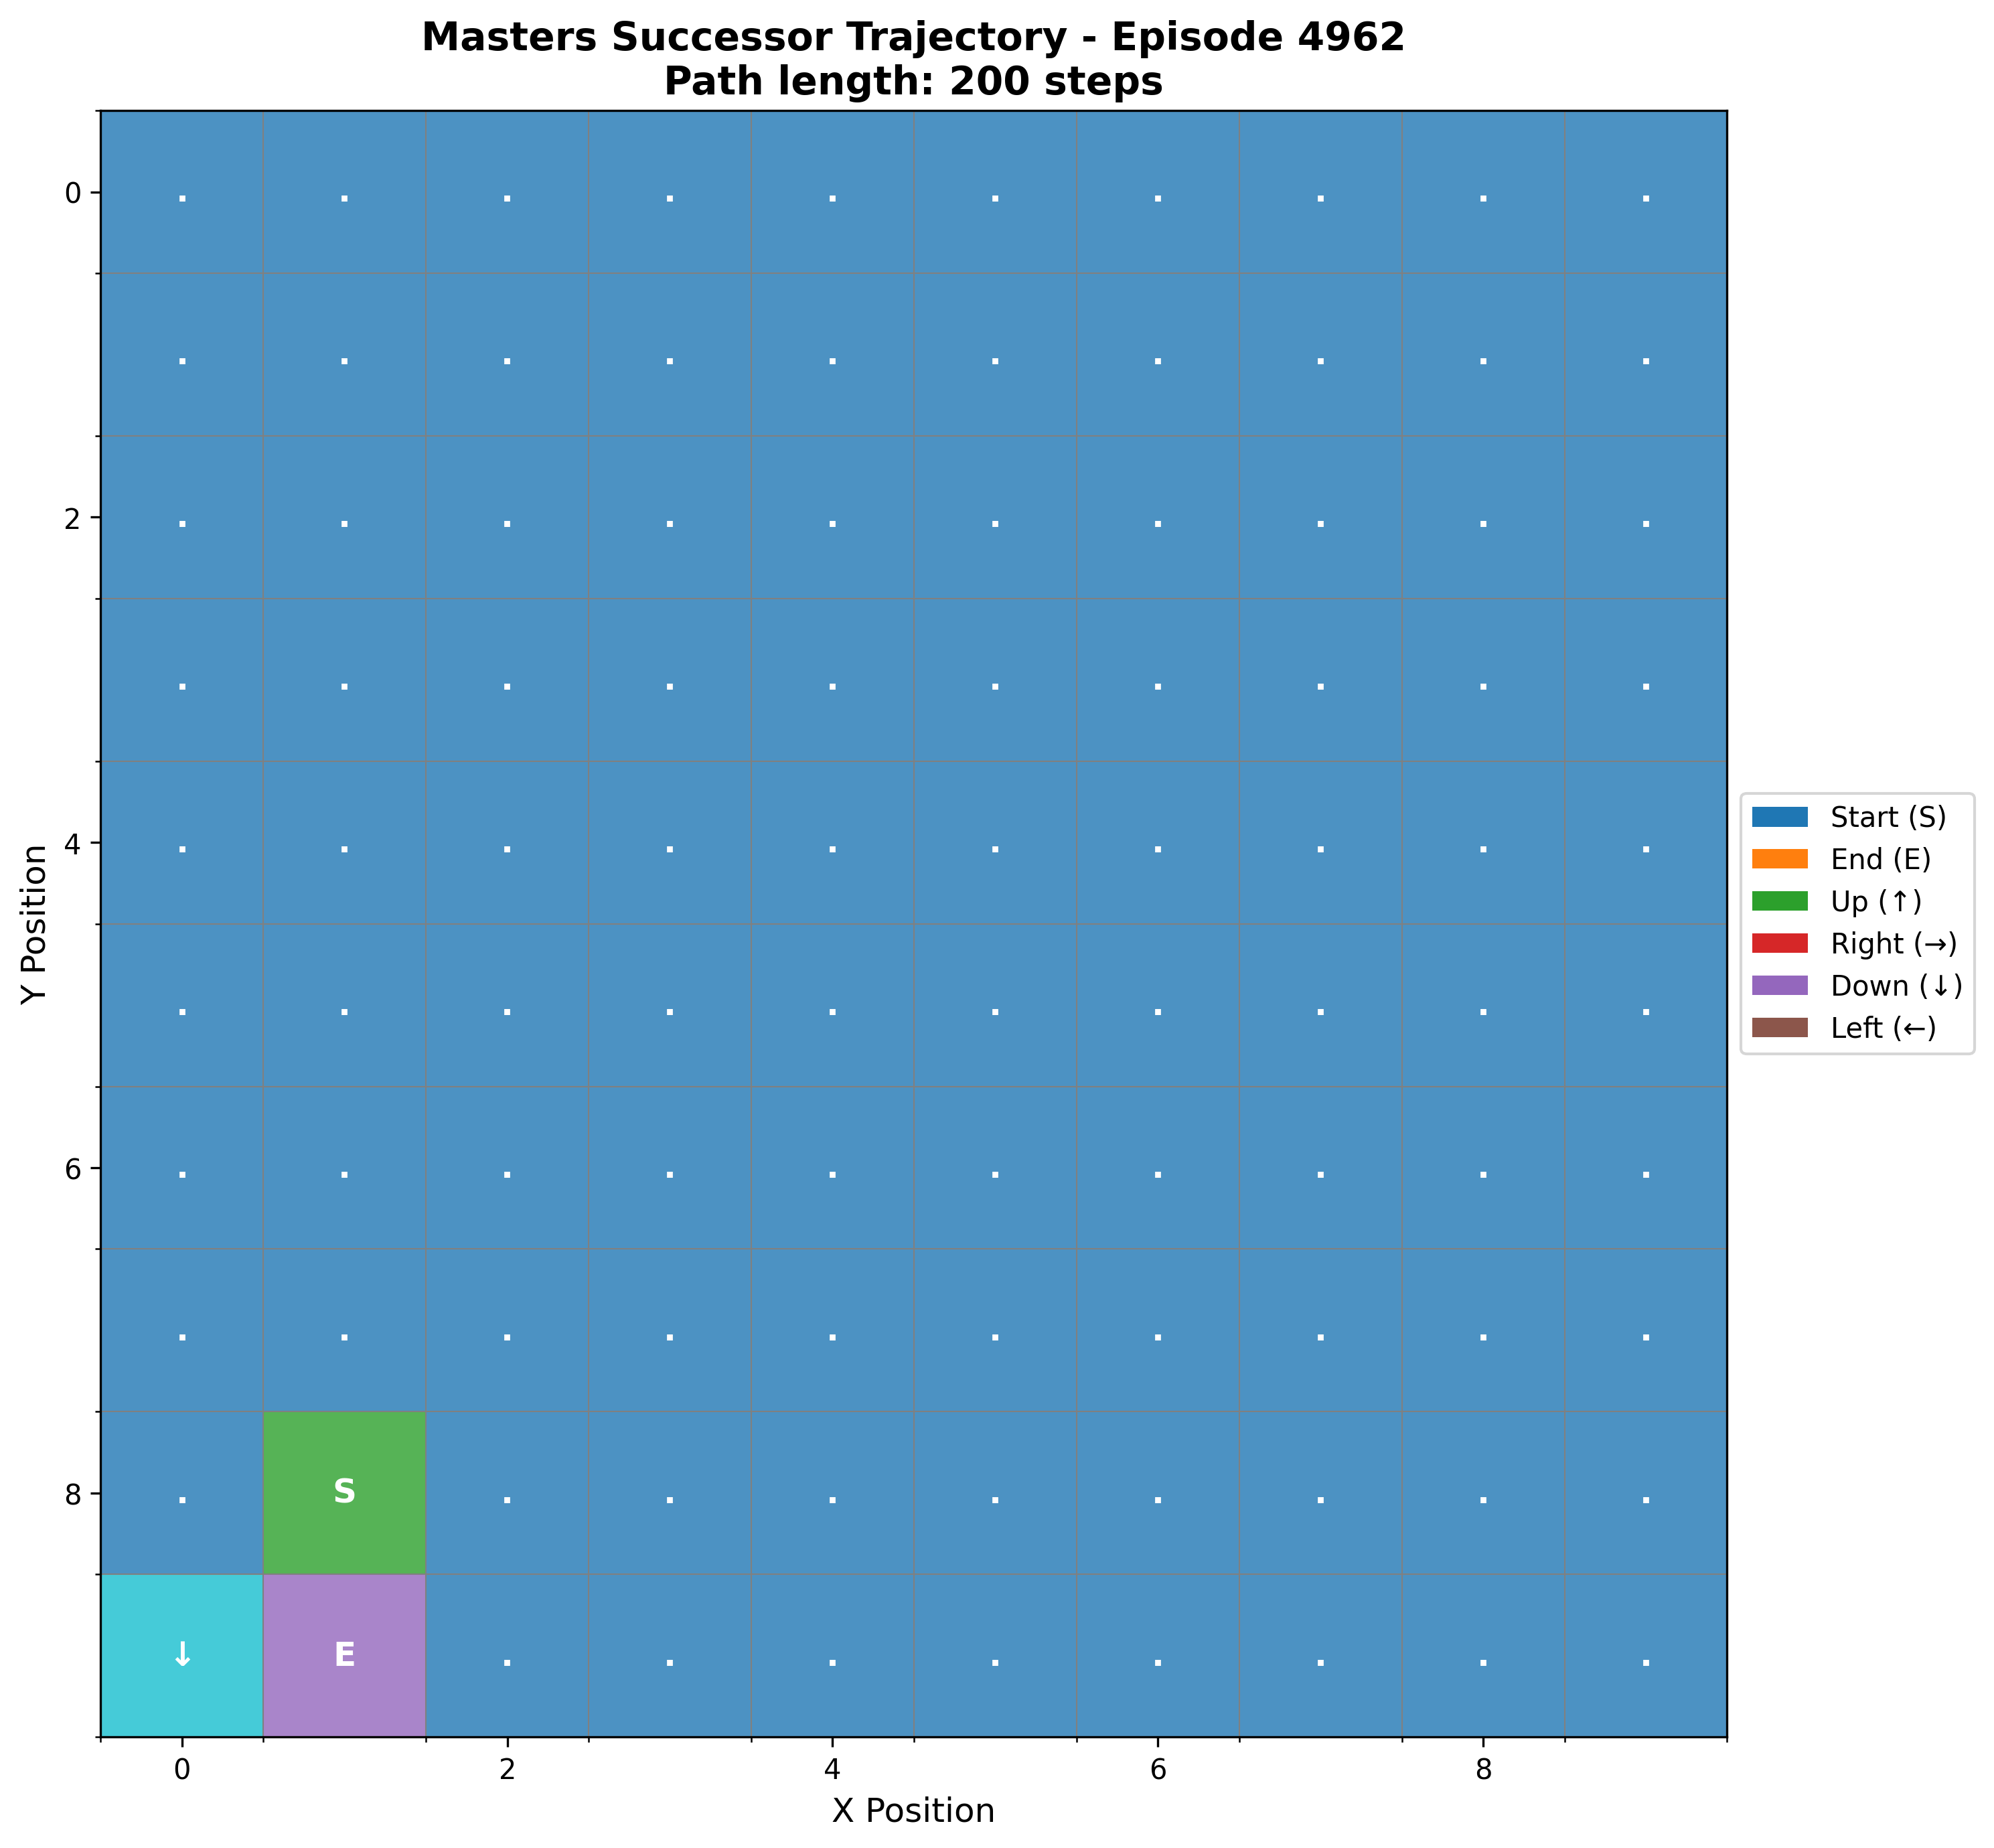 Masters Successor Trajectory - Episode 4962
Path length: 200 steps
Y Position
0
2
4
6
8
S
↓ E
0 2 4 6 8
X Position
Start (S)
End (E)
Up (↑)
Right (→)
Down (↓)
Left (←)